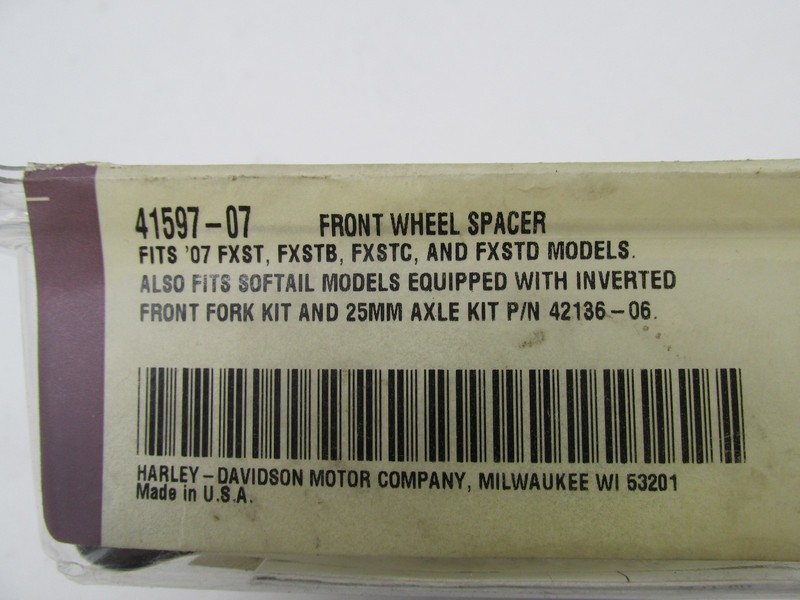 41597-07 FRONT WHEEL SPACER
FITS '07 FXST, FXSTB, FXSTC, AND FXSTD MODELS.
ALSO FITS SOFTAIL MODELS EQUIPPED WITH INVERTED
FRONT FORK KIT AND 25MM AXLE KIT P/N 42136-06.
HARLEY-DAVIDSON MOTOR COMPANY, MILWAUKEE WI 53201
Made in U.S.A.